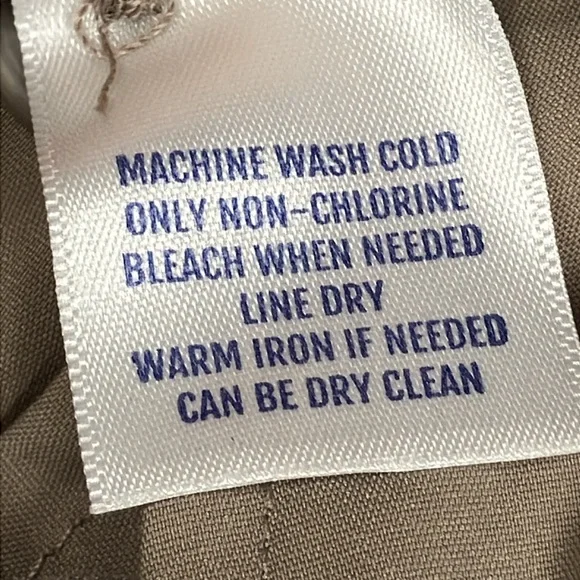 MACHINE WASH COLD
ONLY NON-CHLORINE
BLEACH WHEN NEEDED
LINE DRY
WARM IRON IF NEEDED
CAN BE DRY CLEAN